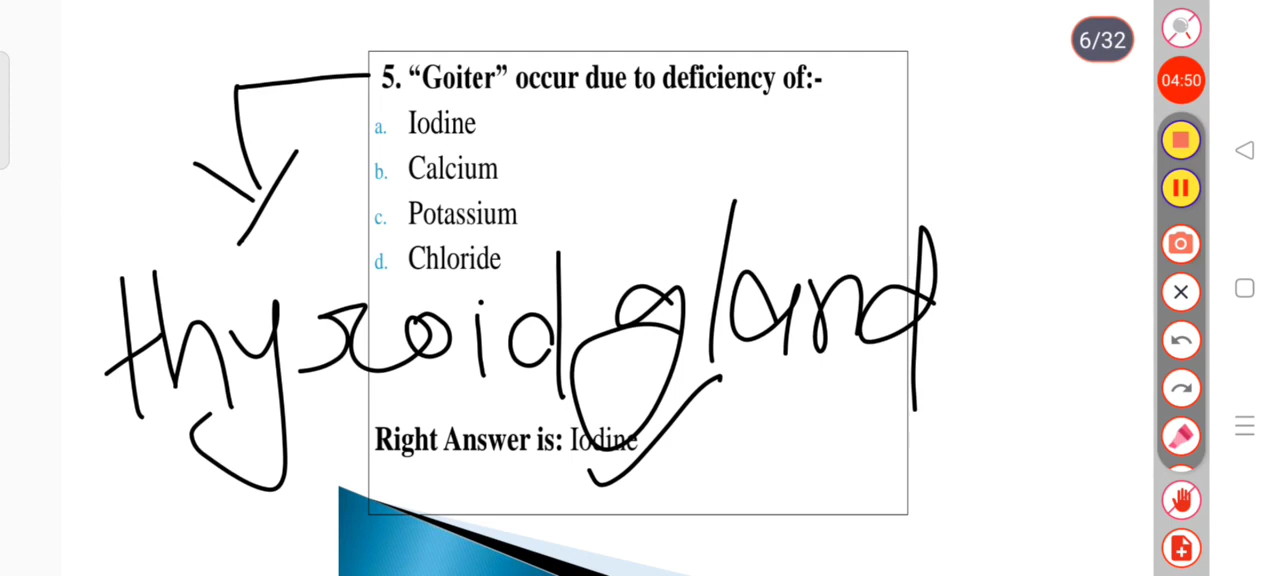 6/32
04:50
5. “Goiter” occur due to deficiency of:-
a. Iodine
b. Calcium
c. Potassium
d. Chloride
thyroid gland
Right Answer is: Iodine